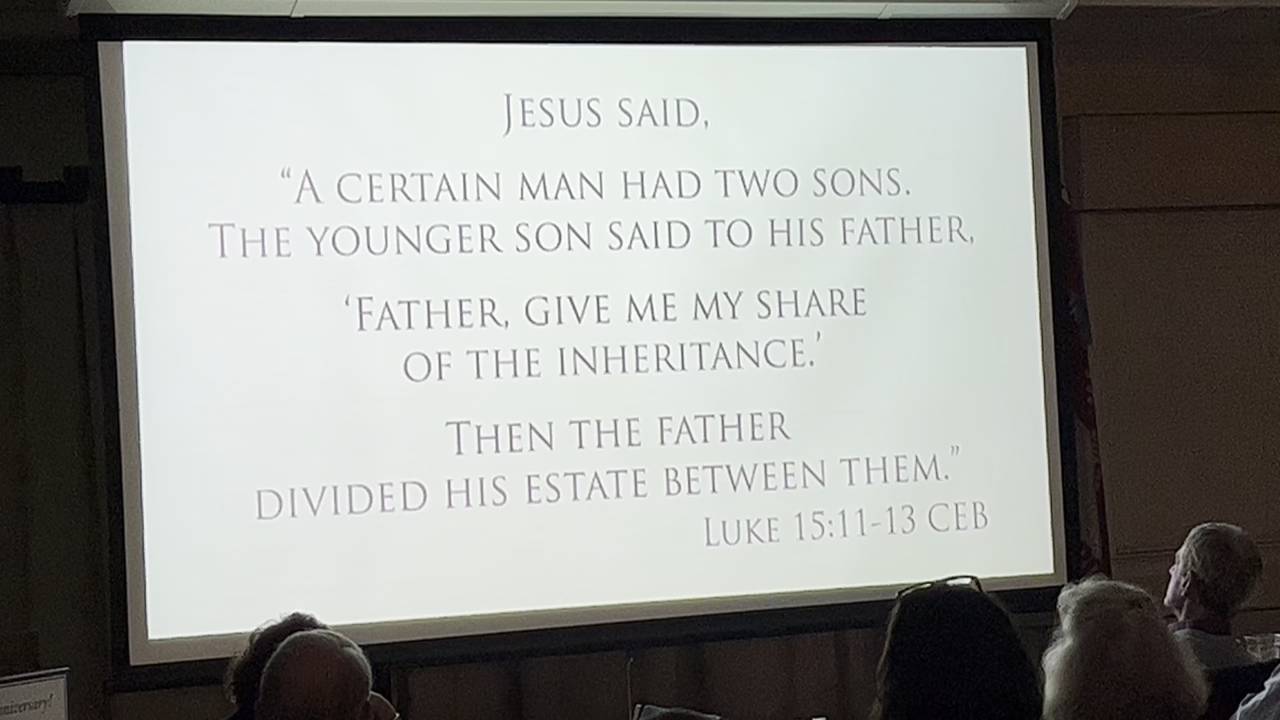 JESUS SAID,
“A CERTAIN MAN HAD TWO SONS.
THE YOUNGER SON SAID TO HIS FATHER,
‘FATHER, GIVE ME MY SHARE
OF THE INHERITANCE.’
THEN THE FATHER
DIVIDED HIS ESTATE BETWEEN THEM.”
LUKE 15:11-13 CEB